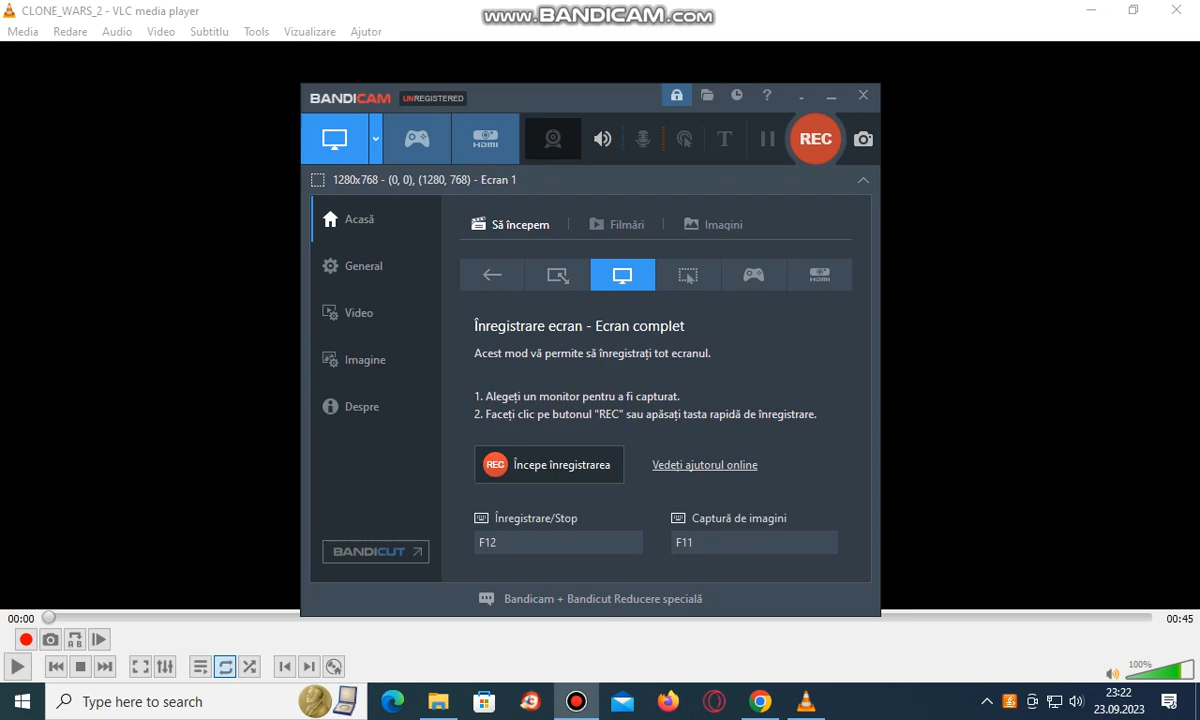 CLONE_WARS_2 - VLC media player
www.BANDICAM.com
Media Redare Audio Video Subtitlu Tools Vizualizare Ajutor
BANDICAM UNREGISTERED
HDMI T REC
1280x768 - (0, 0), (1280, 768) - Ecran 1
Acasă
General
Video
Imagine
Despre
BANDICUT
Să începem Filmări Imagini
HDMI
Înregistrare ecran - Ecran complet
Acest mod vă permite să înregistrați tot ecranul.
1. Alegeți un monitor pentru a fi capturat.
2. Faceți clic pe butonul "REC" sau apăsați tasta rapidă de înregistrare.
REC Începe înregistrarea Vedeți ajutorul online
Înregistrare/Stop Captură de imagini
F12 F11
Bandicam + Bandicut Reducere specială
00:00 00:45
100%
Type here to search
23:22
23.09.2023